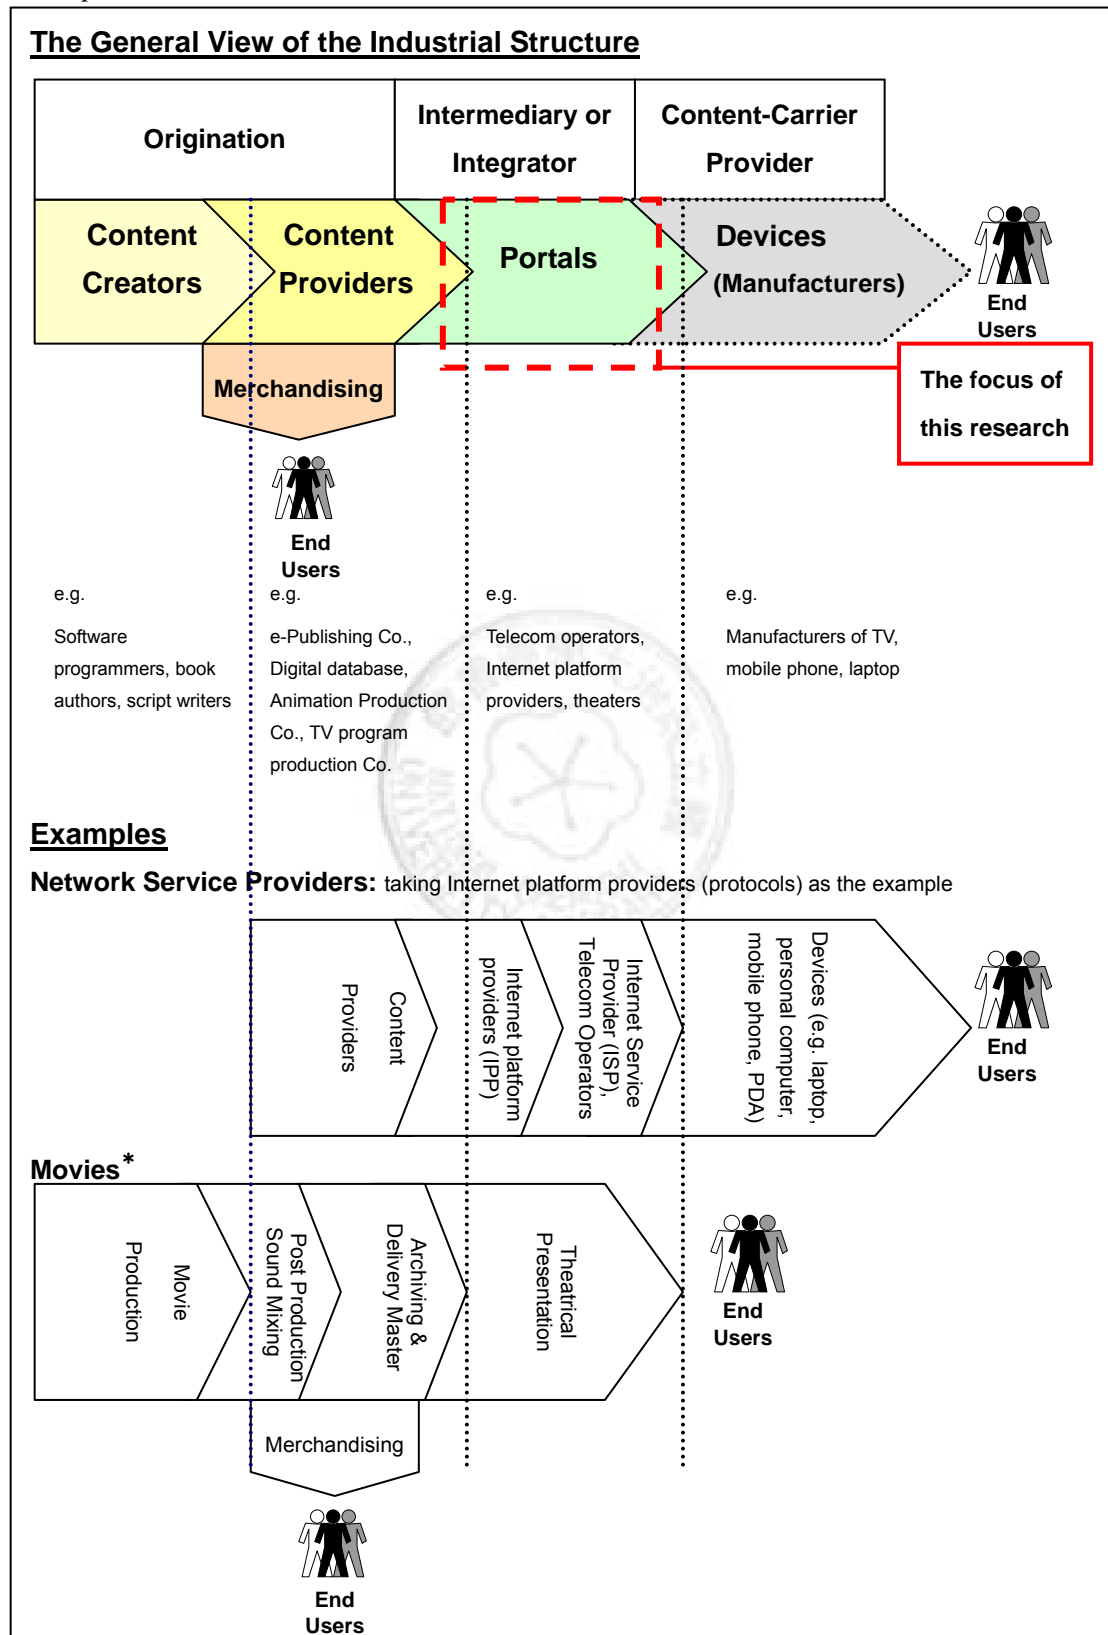 The General View of the Industrial Structure
Origination
Intermediary or
Integrator
Content-Carrier
Provider
Content
Creators
Content
Providers
Portals
Devices
(Manufacturers)
End
Users
Merchandising
The focus of
this research
End
Users
e.g.
Software
programmers, book
authors, script writers
e.g.
e-Publishing Co.,
Digital database,
Animation Production
Co., TV program
production Co.
e.g.
Telecom operators,
Internet platform
providers, theaters
e.g.
Manufacturers of TV,
mobile phone, laptop
Examples
Network Service Providers: taking Internet platform providers (protocols) as the example
Content
Providers
Internet platform
providers (IPP)
Internet Service
Provider (ISP),
Telecom Operators
Devices (e.g. laptop,
personal computer,
mobile phone, PDA)
End
Users
Movies*
Movie
Production
Post Production
Sound Mixing
Archiving &
Delivery Master
Theatrical
Presentation
End
Users
Merchandising
End
Users